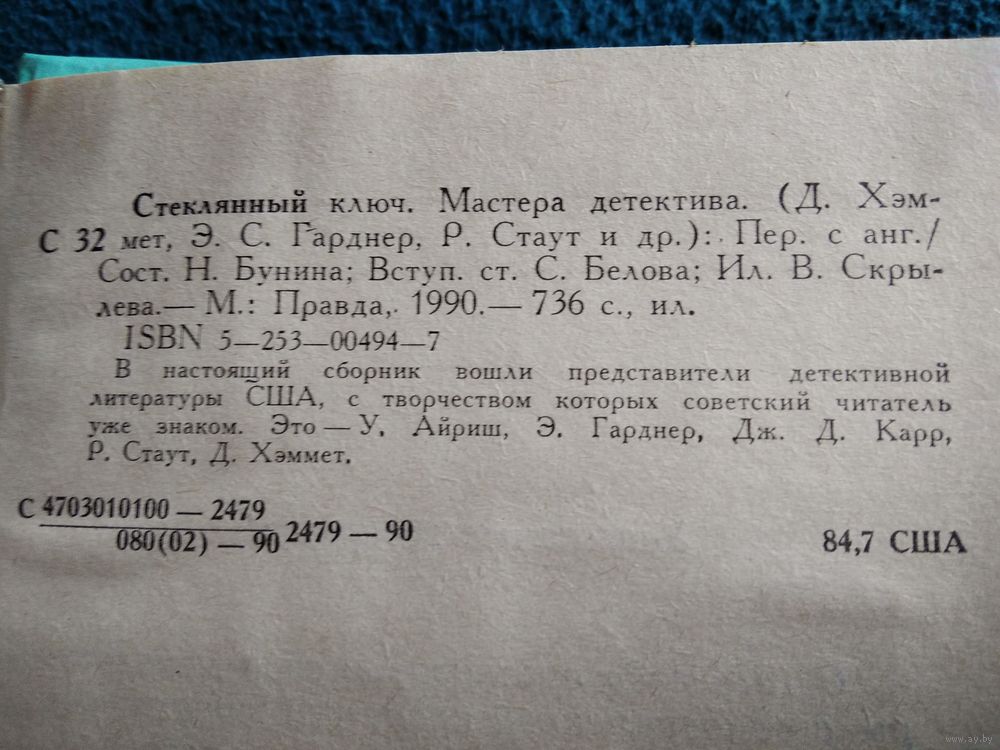 Стеклянный ключ. Мастера детектива. (Д. Хэм-
С 32 мет, Э. С. Гарднер, Р. Стаут и др.): Пер. с анг./
Сост. Н. Бунина; Вступ. ст. С. Белова; Ил. В. Скры-
лева.— М.: Правда, 1990.— 736 с., ил.
ISBN 5—253—00494—7
В настоящий сборник вошли представители детективной
литературы США, с творчеством которых советский читатель
уже знаком. Это — У. Айриш, Э. Гарднер, Дж. Д. Карр,
Р. Стаут, Д. Хэммет.
С 4703010100 — 2479
080(02) — 90 2479 — 90
84,7 США
www.ay.by